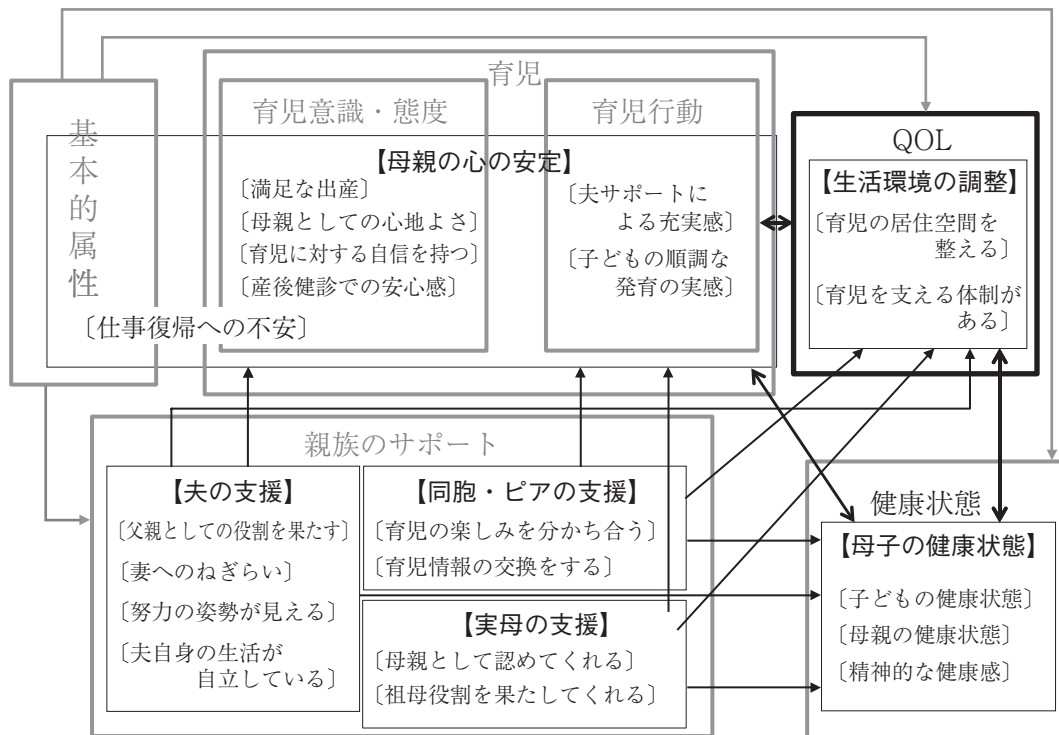 育児
基本的属性
育児意識・態度
育児行動
【母親の心の安定】
〔満足な出産〕
〔母親としての心地よさ〕
〔育児に対する自信を持つ〕
〔産後健診での安心感〕
〔仕事復帰への不安〕
〔夫サポートに
よる充実感〕
〔子どもの順調な
発育の実感〕
QOL
【生活環境の調整】
〔育児の居住空間を
整える〕
〔育児を支える体制が
ある〕
親族のサポート
【夫の支援】
〔父親としての役割を果たす〕
〔妻へのねぎらい〕
〔努力の姿勢が見える〕
〔夫自身の生活が
自立している〕
【同胞・ピアの支援】
〔育児の楽しみを分かち合う〕
〔育児情報の交換をする〕
【実母の支援】
〔母親として認めてくれる〕
〔祖母役割を果たしてくれる〕
健康状態
【母子の健康状態】
〔子どもの健康状態〕
〔母親の健康状態〕
〔精神的な健康感〕